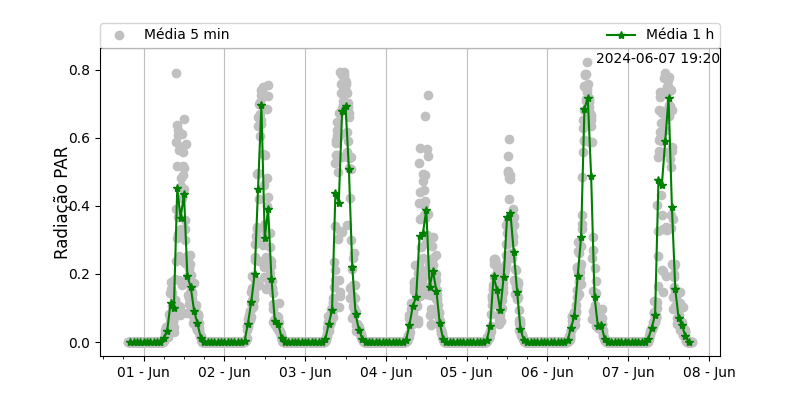 Média 5 min
Média 1 h
2024-06-07 19:20
Radiação PAR
0.8
0.6
0.4
0.2
0.0
01 - Jun
02 - Jun
03 - Jun
04 - Jun
05 - Jun
06 - Jun
07 - Jun
08 - Jun